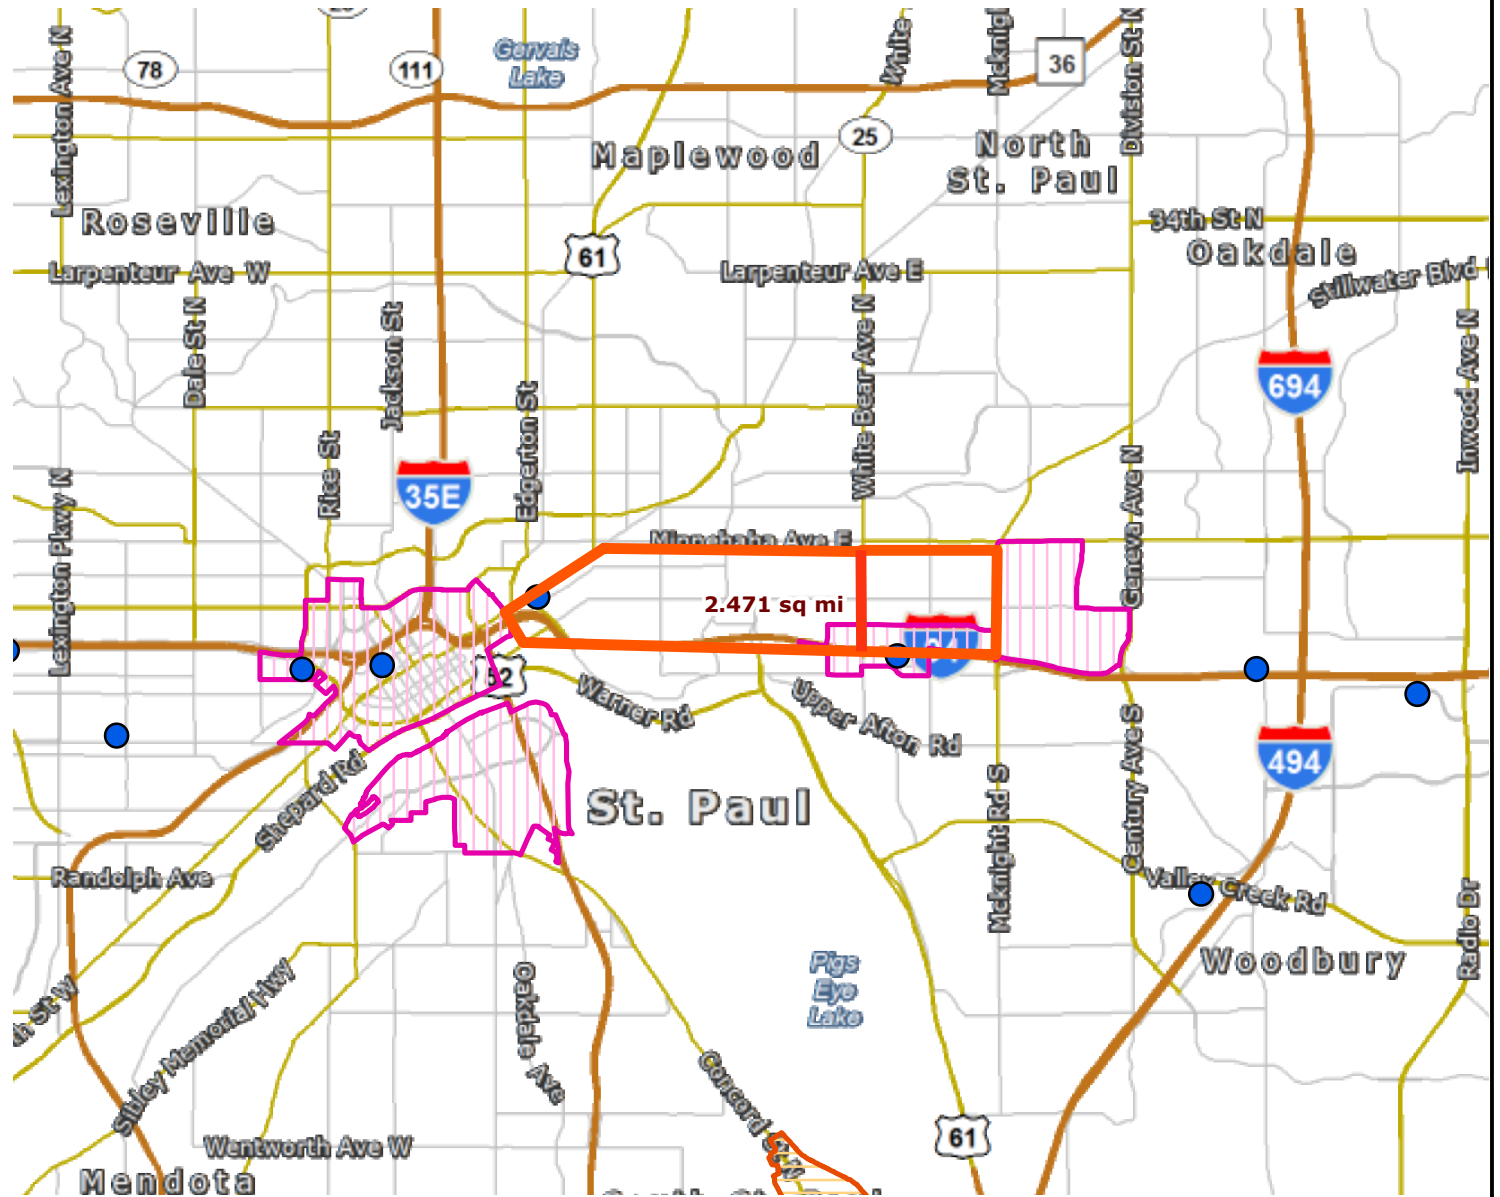 Lexington Ave N
78
111
Gervais
Lake
White
Mcknig
36
Division St N
25
Maplewood
North
St. Paul
Roseville
34th St N
Oakdale
61
Larpenteur Ave W
Larpenteur Ave E
Stillwater Blvd
Dale St N
Jackson St
White Bear Ave N
Inwood Ave N
694
Edgerton St
Rice St
35E
Lexington Pkwy N
Geneva Ave N
Minnehaha Ave E
2.471 sq mi
52
Warner Rd
Upper Afton Rd
Century Ave S
494
Mcknight Rd S
Shepard Rd
St. Paul
Randolph Ave
Valley Creek Rd
Radio Dr
Woodbury
Pigs
Eye
Lake
St W
Sibley Memorial Hwy
Oakdale Ave
Concord St N
61
Wentworth Ave W
Mendota